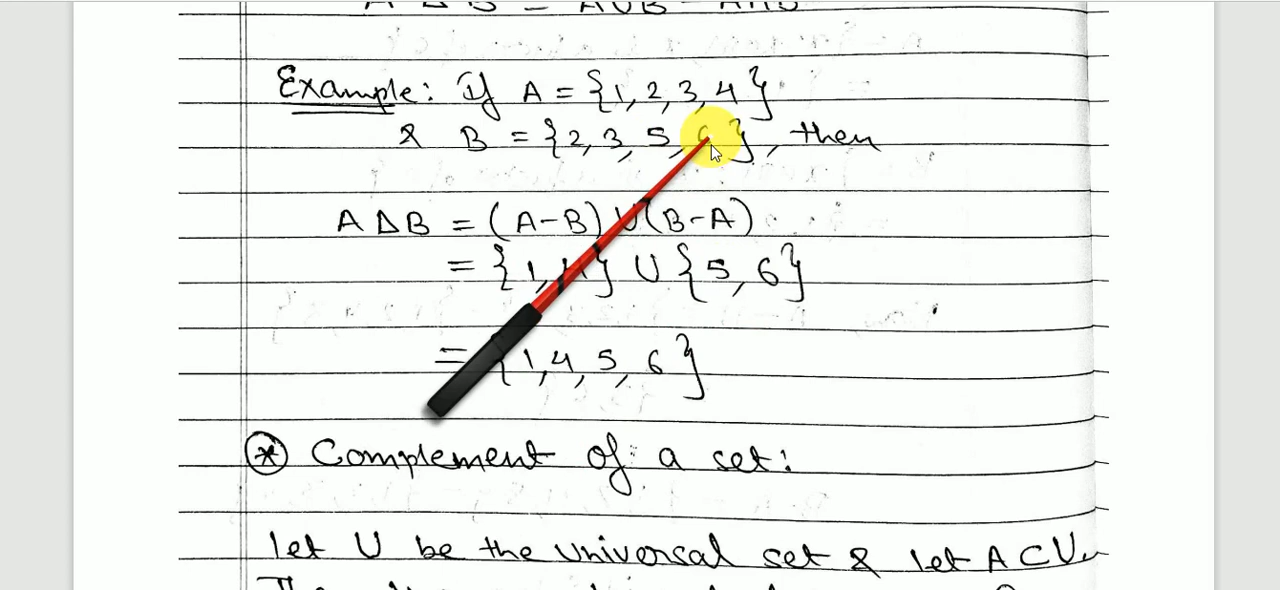 Example: If A = {1, 2, 3, 4}
& B = {2, 3, 5, 6}, then
A Δ B = (A-B) ∪ (B-A)
= {1, 4} ∪ {5, 6}
= {1, 4, 5, 6}
⊛ Complement of a set:
let U be the universal set & let A ⊂ U.